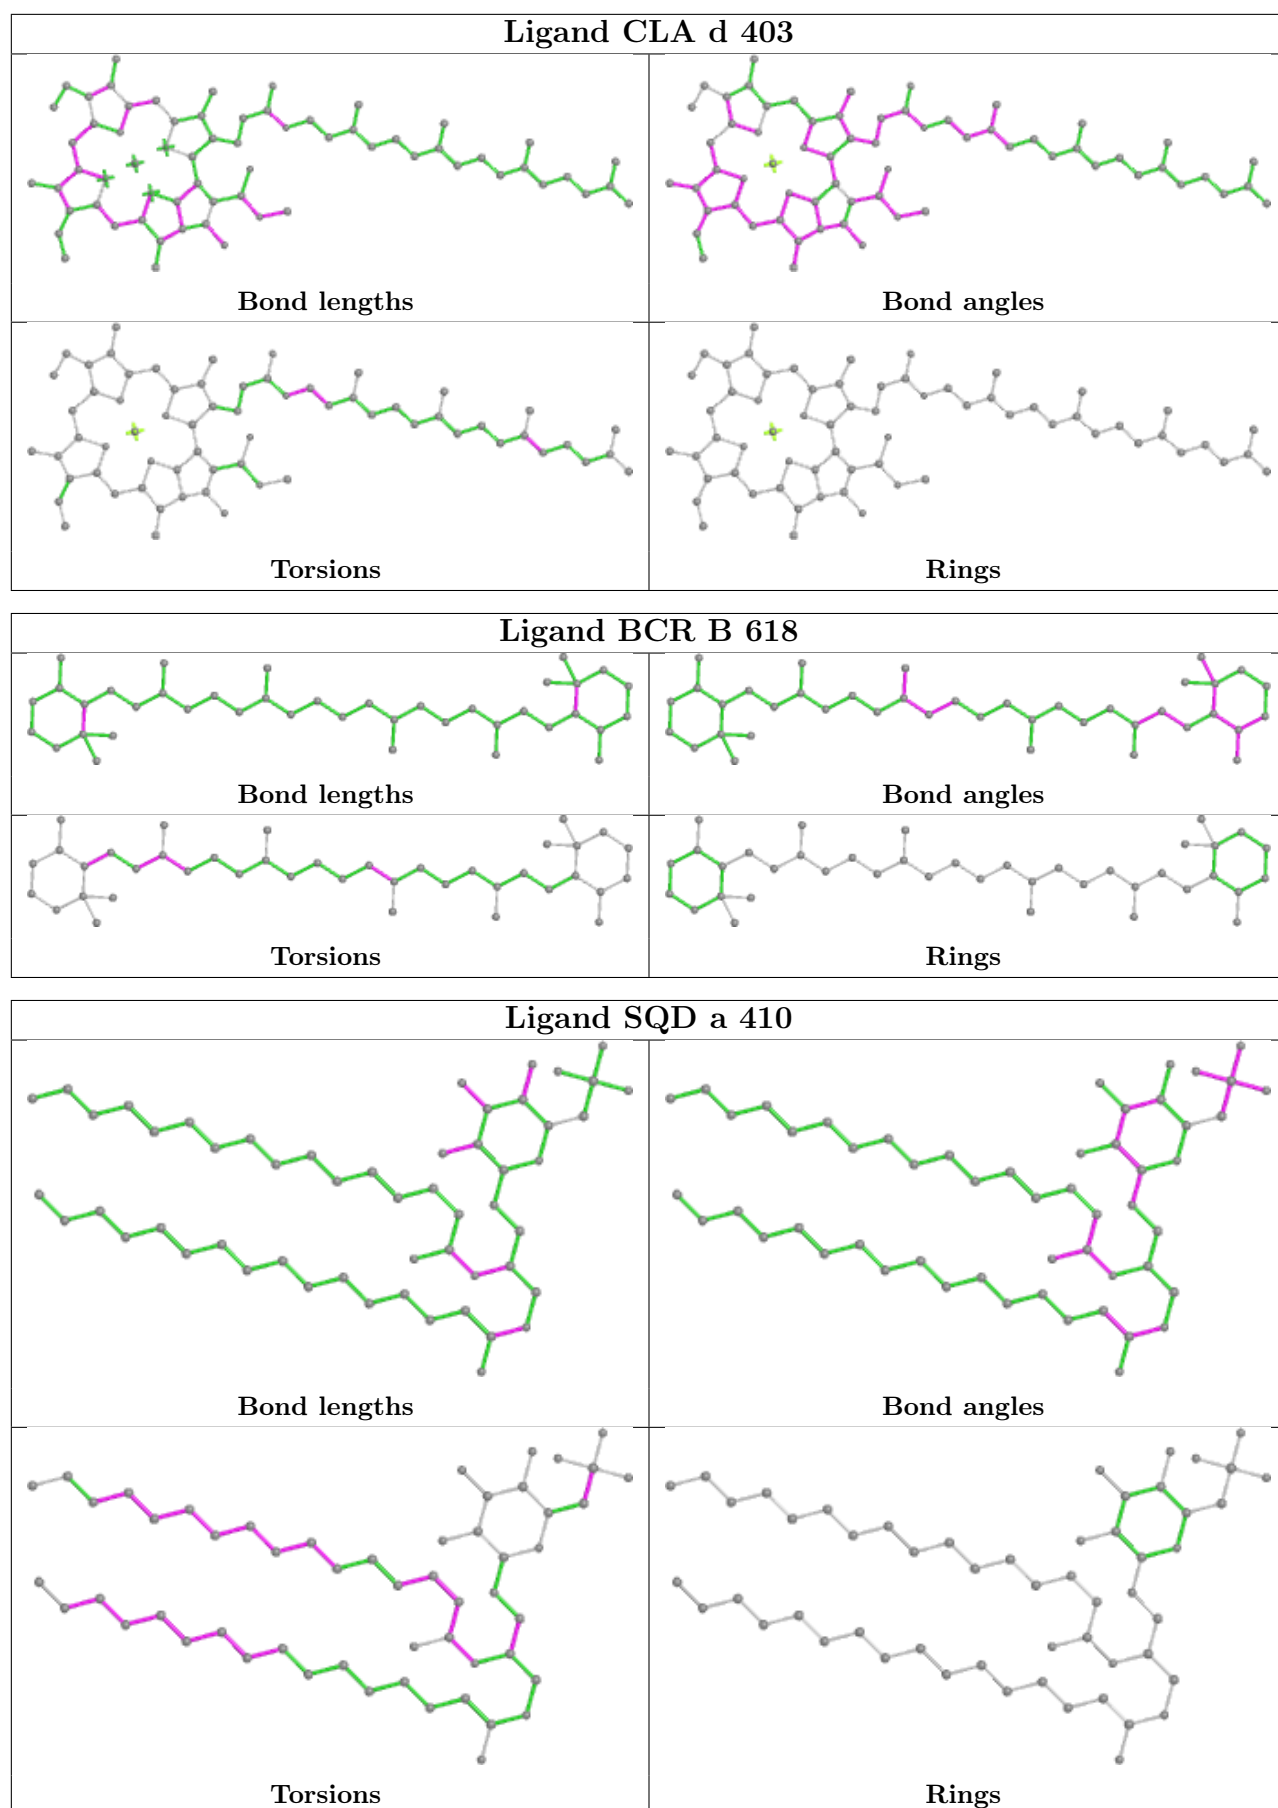 Ligand CLA d 403
Bond lengths
Bond angles
Torsions
Rings
Ligand BCR B 618
Bond lengths
Bond angles
Torsions
Rings
Ligand SQD a 410
Bond lengths
Bond angles
Torsions
Rings